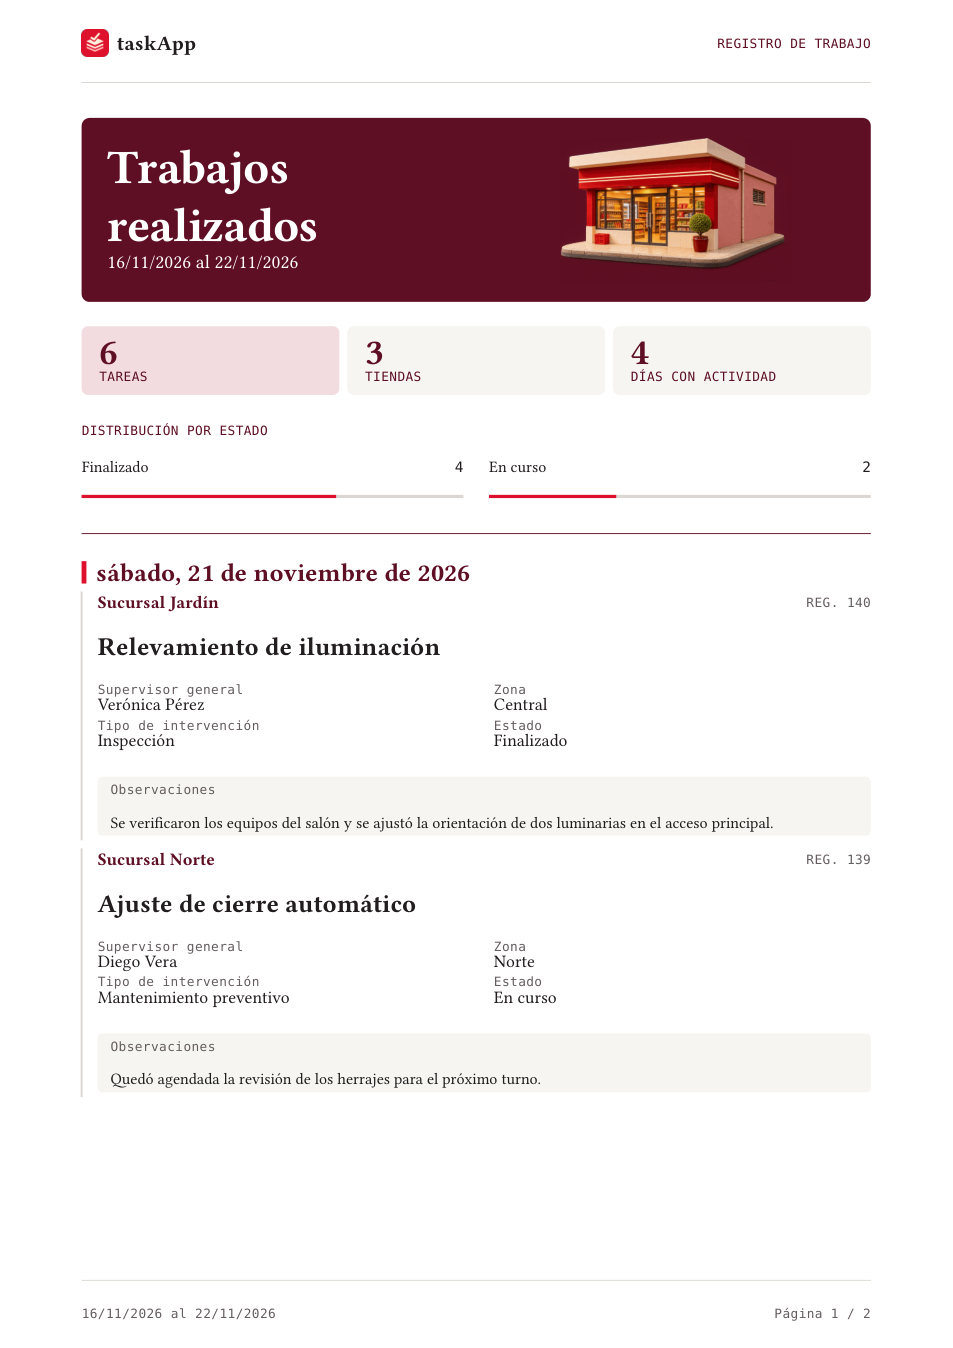 taskApp
REGISTRO DE TRABAJO
Trabajos
realizados
16/11/2026 al 22/11/2026
6
TAREAS
3
TIENDAS
4
DÍAS CON ACTIVIDAD
DISTRIBUCIÓN POR ESTADO
Finalizado 4
En curso 2
sábado, 21 de noviembre de 2026
Sucursal Jardín REG. 140
Relevamiento de iluminación
Supervisor general
Verónica Pérez
Zona
Central
Tipo de intervención
Inspección
Estado
Finalizado
Observaciones
Se verificaron los equipos del salón y se ajustó la orientación de dos luminarias en el acceso principal.
Sucursal Norte REG. 139
Ajuste de cierre automático
Supervisor general
Diego Vera
Zona
Norte
Tipo de intervención
Mantenimiento preventivo
Estado
En curso
Observaciones
Quedó agendada la revisión de los herrajes para el próximo turno.
16/11/2026 al 22/11/2026 Página 1 / 2